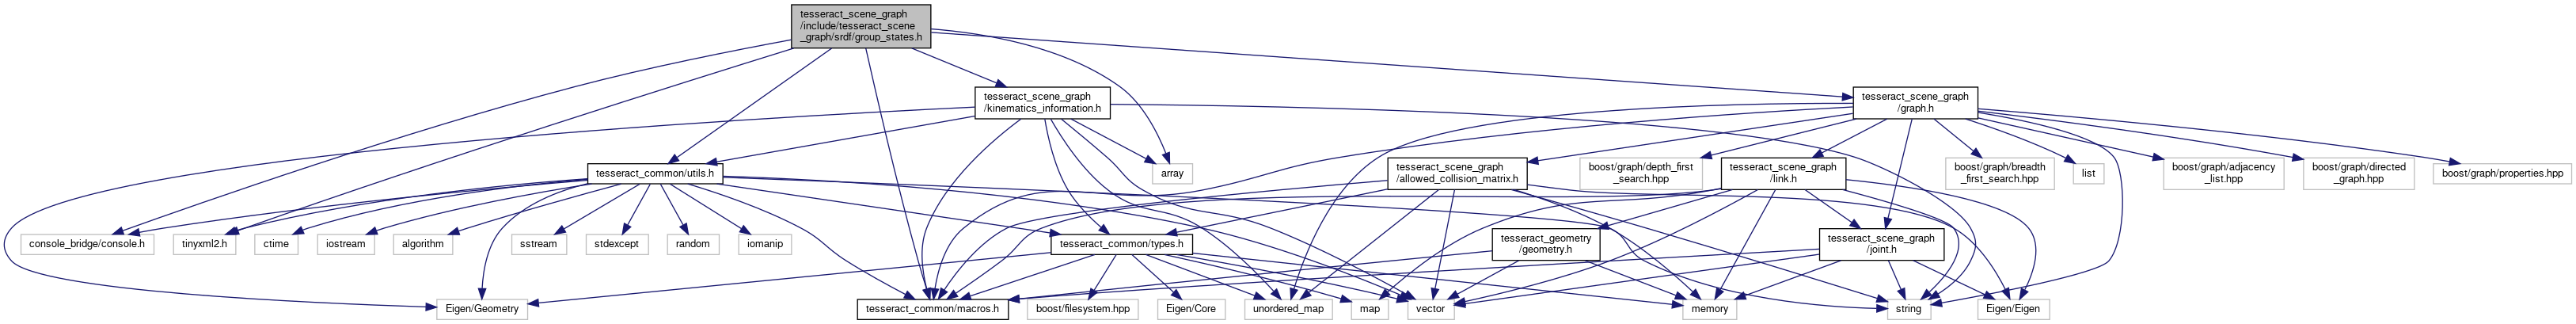 tesseract_scene_graph
/include/tesseract_scene
_graph/srdf/group_states.h
tesseract_scene_graph
/kinematics_information.h
tesseract_scene_graph
/graph.h
tesseract_common/utils.h
array
tesseract_scene_graph
/allowed_collision_matrix.h
boost/graph/depth_first
_search.hpp
tesseract_scene_graph
/link.h
boost/graph/breadth
_first_search.hpp
list
boost/graph/adjacency
_list.hpp
boost/graph/directed
_graph.hpp
boost/graph/properties.hpp
console_bridge/console.h
tinyxml2.h
ctime
iostream
algorithm
sstream
stdexcept
random
iomanip
tesseract_common/types.h
tesseract_geometry
/geometry.h
tesseract_scene_graph
/joint.h
Eigen/Geometry
tesseract_common/macros.h
boost/filesystem.hpp
Eigen/Core
unordered_map
map
vector
memory
string
Eigen/Eigen